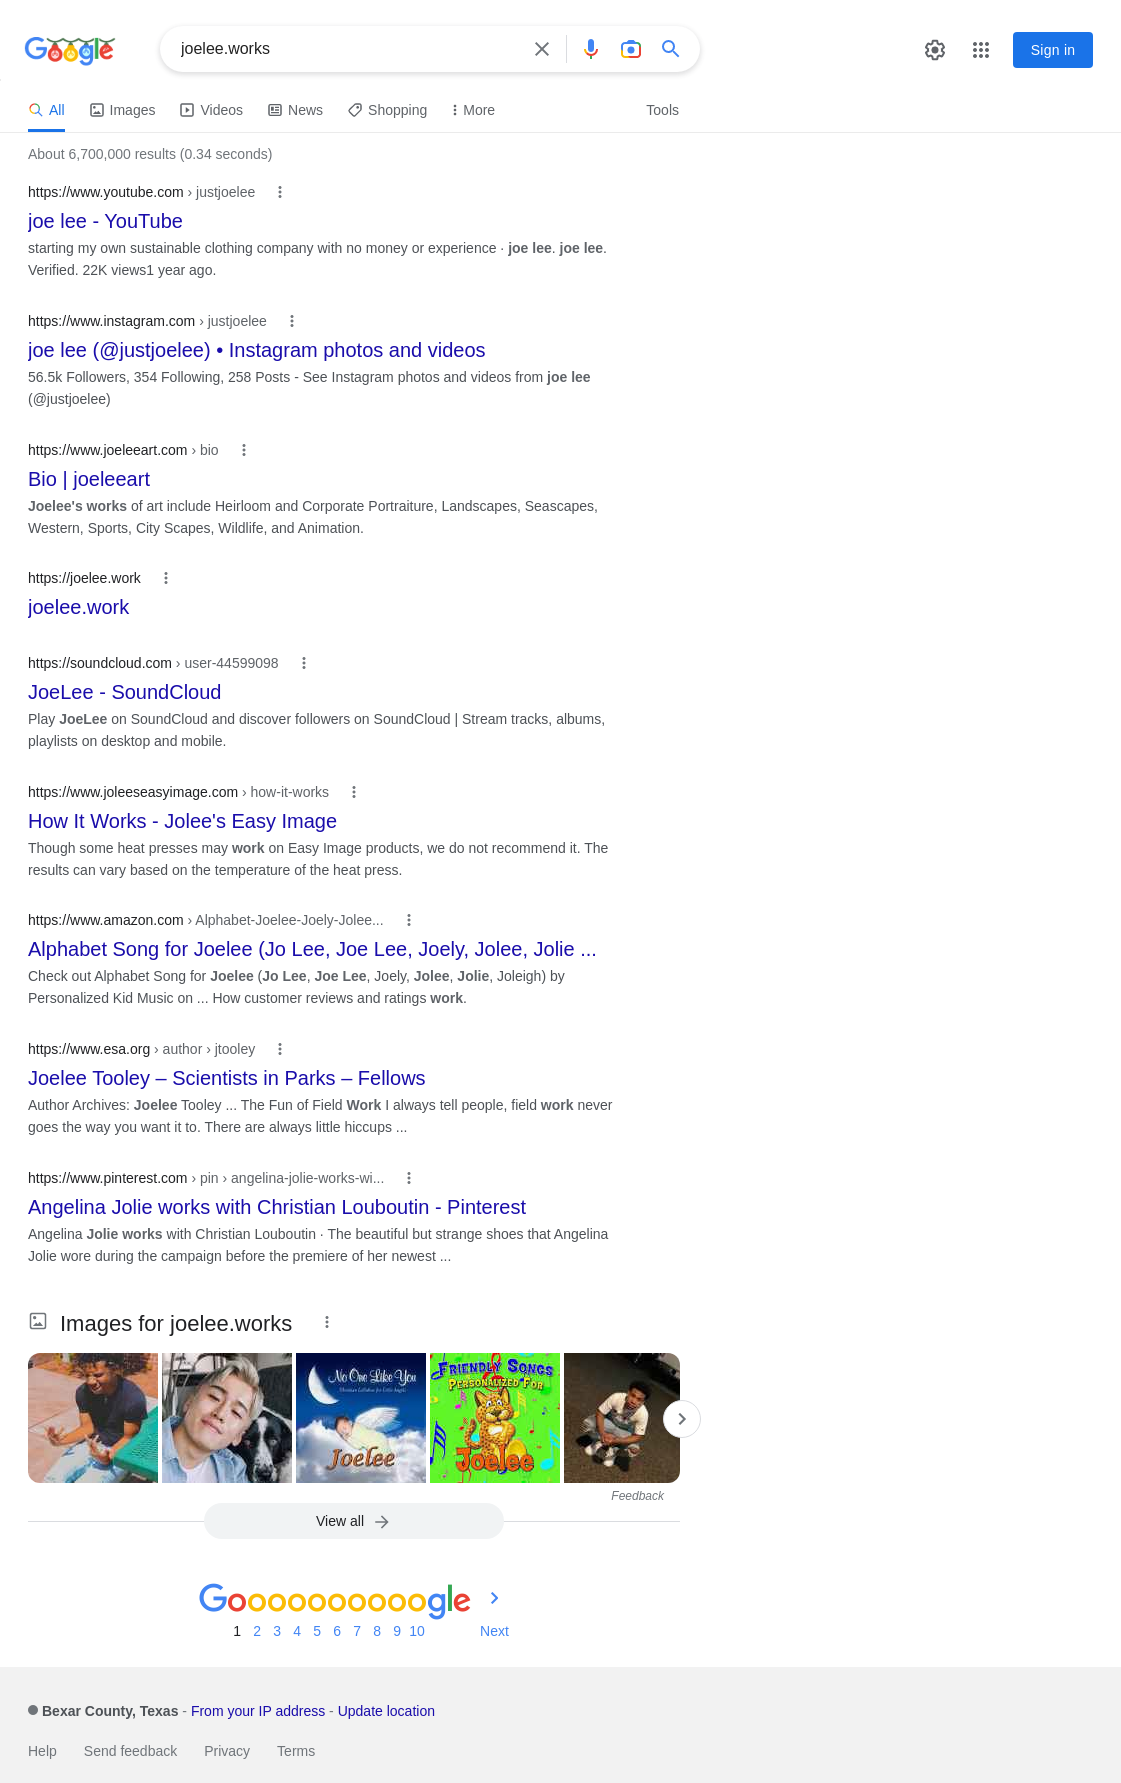 Google
joelee.works
Sign in
All
Images
Videos
News
Shopping
More
Tools
About 6,700,000 results (0.34 seconds)
https://www.youtube.com › justjoelee
joe lee - YouTube
starting my own sustainable clothing company with no money or experience · joe lee. joe lee.
Verified. 22K views1 year ago.
https://www.instagram.com › justjoelee
joe lee (@justjoelee) • Instagram photos and videos
56.5k Followers, 354 Following, 258 Posts - See Instagram photos and videos from joe lee
(@justjoelee)
https://www.joeleeart.com › bio
Bio | joeleeart
Joelee's works of art include Heirloom and Corporate Portraiture, Landscapes, Seascapes,
Western, Sports, City Scapes, Wildlife, and Animation.
https://joelee.work
joelee.work
https://soundcloud.com › user-44599098
JoeLee - SoundCloud
Play JoeLee on SoundCloud and discover followers on SoundCloud | Stream tracks, albums,
playlists on desktop and mobile.
https://www.joleeseasyimage.com › how-it-works
How It Works - Jolee's Easy Image
Though some heat presses may work on Easy Image products, we do not recommend it. The
results can vary based on the temperature of the heat press.
https://www.amazon.com › Alphabet-Joelee-Joely-Jolee...
Alphabet Song for Joelee (Jo Lee, Joe Lee, Joely, Jolee, Jolie ...
Check out Alphabet Song for Joelee (Jo Lee, Joe Lee, Joely, Jolee, Jolie, Joleigh) by
Personalized Kid Music on ... How customer reviews and ratings work.
https://www.esa.org › author › jtooley
Joelee Tooley – Scientists in Parks – Fellows
Author Archives: Joelee Tooley ... The Fun of Field Work I always tell people, field work never
goes the way you want it to. There are always little hiccups ...
https://www.pinterest.com › pin › angelina-jolie-works-wi...
Angelina Jolie works with Christian Louboutin - Pinterest
Angelina Jolie works with Christian Louboutin · The beautiful but strange shoes that Angelina
Jolie wore during the campaign before the premiere of her newest ...
Images for joelee.works
No One Like You
Christian Lullabies for Little Angels
Joelee
FRIENDLY SONGS
PERSONALIZED FOR
Joelee
Feedback
View all
Goooooooooogle
1 2 3 4 5 6 7 8 9 10 Next
Bexar County, Texas - From your IP address - Update location
Help
Send feedback
Privacy
Terms